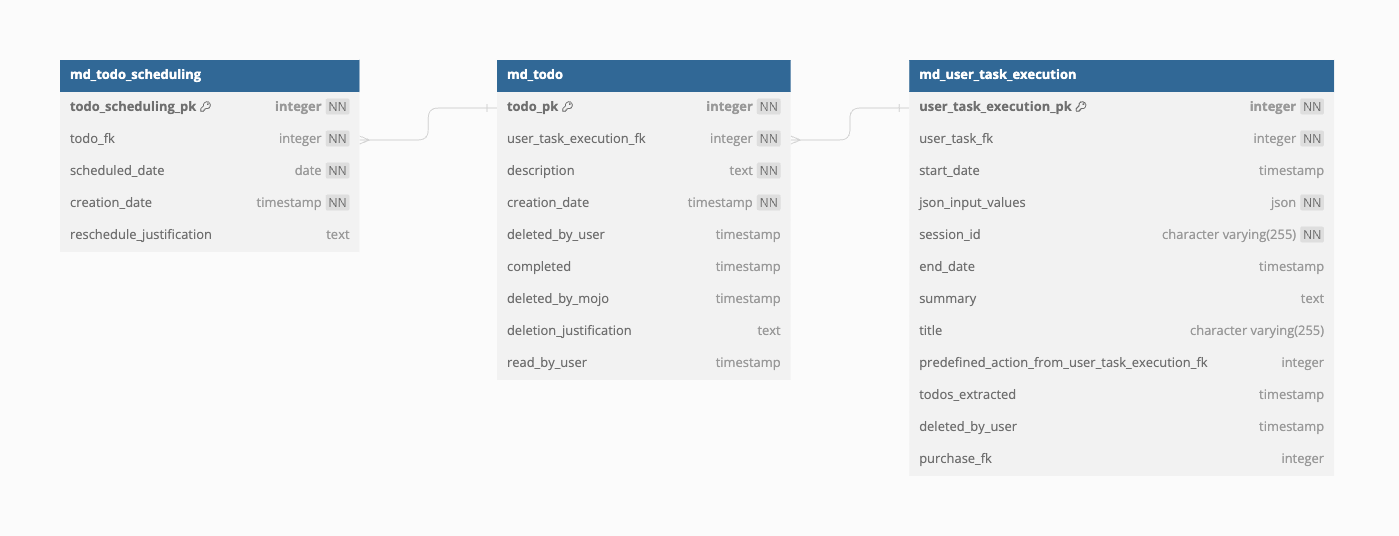 md_todo_scheduling
todo_scheduling_pk integer NN
todo_fk integer NN
scheduled_date date NN
creation_date timestamp NN
reschedule_justification text
md_todo
todo_pk integer NN
user_task_execution_fk integer NN
description text NN
creation_date timestamp NN
deleted_by_user timestamp
completed timestamp
deleted_by_mojo timestamp
deletion_justification text
read_by_user timestamp
md_user_task_execution
user_task_execution_pk integer NN
user_task_fk integer NN
start_date timestamp
json_input_values json NN
session_id character varying(255) NN
end_date timestamp
summary text
title character varying(255)
predefined_action_from_user_task_execution_fk integer
todos_extracted timestamp
deleted_by_user timestamp
purchase_fk integer